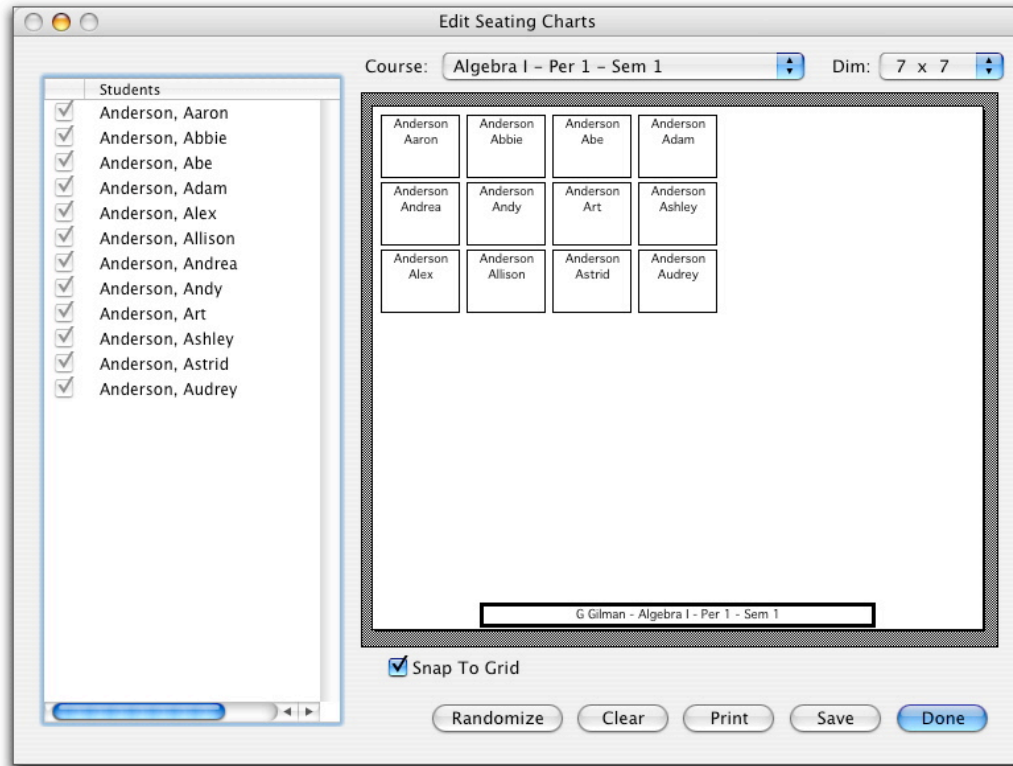 Edit Seating Charts
Course: Algebra I – Per 1 – Sem 1 Dim: 7 x 7
Students
Anderson, Aaron
Anderson, Abbie
Anderson, Abe
Anderson, Adam
Anderson, Alex
Anderson, Allison
Anderson, Andrea
Anderson, Andy
Anderson, Art
Anderson, Ashley
Anderson, Astrid
Anderson, Audrey
Anderson Anderson Anderson Anderson
Aaron Abbie Abe Adam
Anderson Anderson Anderson Anderson
Andrea Andy Art Ashley
Anderson Anderson Anderson Anderson
Alex Allison Astrid Audrey
G Gilman - Algebra I - Per 1 - Sem 1
Snap To Grid
Randomize Clear Print Save Done